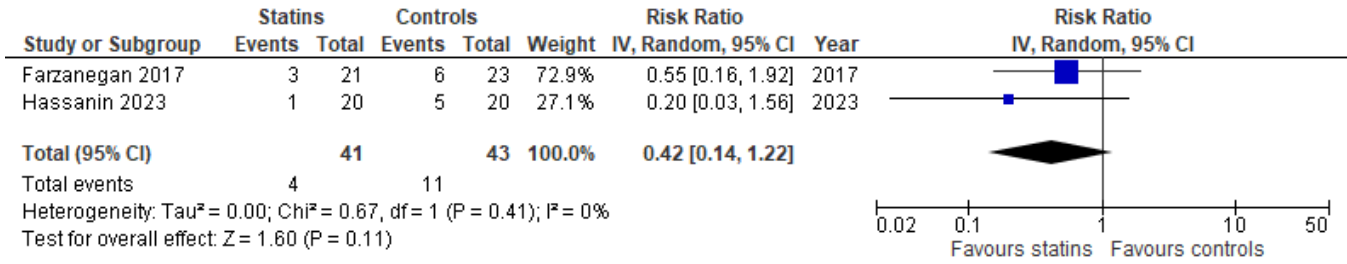 Statins Controls Risk Ratio Risk Ratio
Study or Subgroup Events Total Events Total Weight IV, Random, 95% CI Year IV, Random, 95% CI
Farzanegan 2017 3 21 6 23 72.9% 0.55 [0.16, 1.92] 2017
Hassanin 2023 1 20 5 20 27.1% 0.20 [0.03, 1.56] 2023
Total (95% CI) 41 43 100.0% 0.42 [0.14, 1.22]
Total events 4 11
Heterogeneity: Tau² = 0.00; Chi² = 0.67, df = 1 (P = 0.41); I² = 0%
Test for overall effect: Z = 1.60 (P = 0.11)
0.02 0.1 1 10 50
Favours statins Favours controls